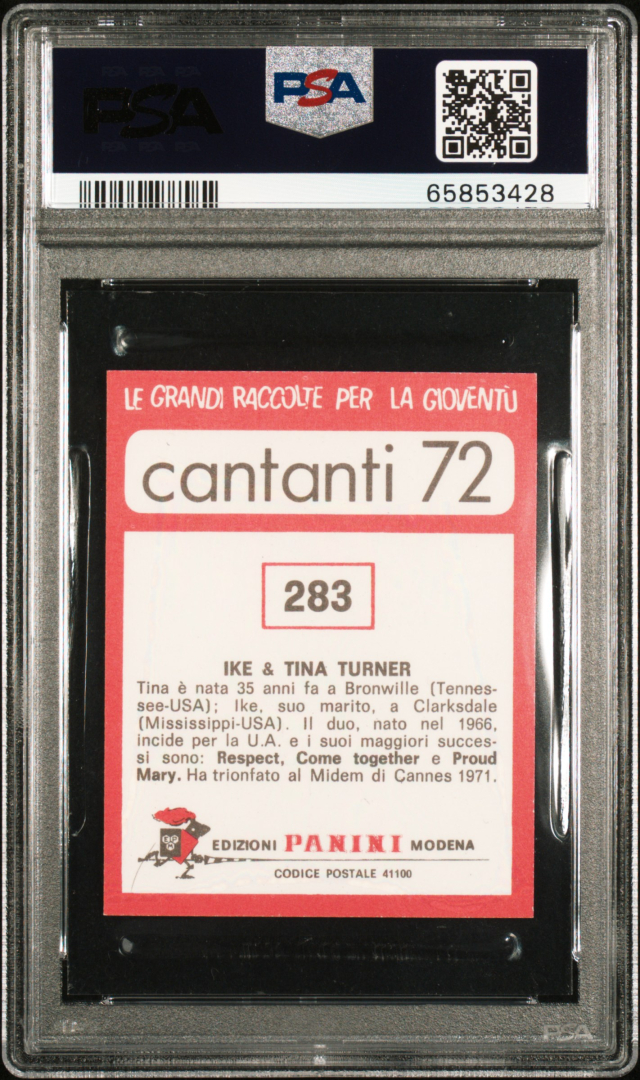 PSA
PSA
65853428
LE GRANDI RACCOLTE PER LA GIOVENTÙ
cantanti 72
283
IKE & TINA TURNER
Tina è nata 35 anni fa a Bronwille (Tennes-
see-USA); Ike, suo marito, a Clarksdale
(Mississippi-USA). Il duo, nato nel 1966,
incide per la U.A. e i suoi maggiori succes-
si sono: Respect, Come together e Proud
Mary. Ha trionfato al Midem di Cannes 1971.
EDIZIONI PANINI MODENA
CODICE POSTALE 41100
PSA